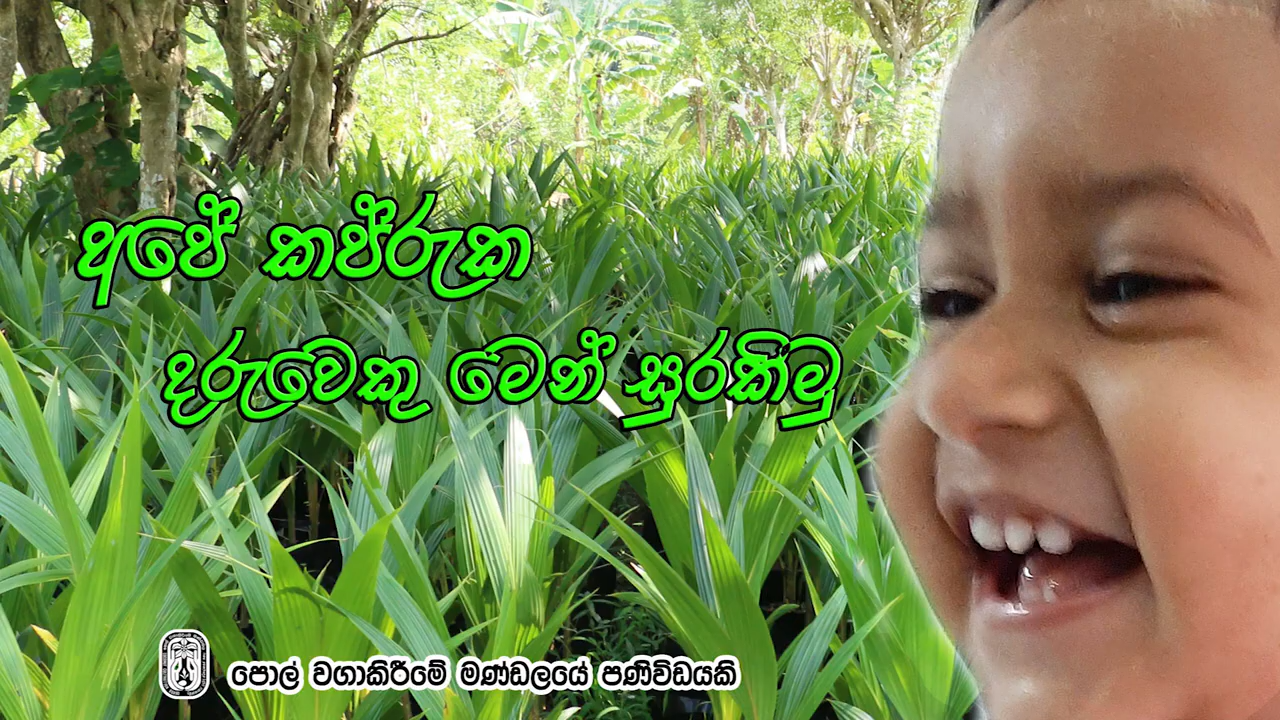 අපේ කප්රුක
දරුවෙකු මෙන් සුරකිමු
පොල් වගාකිරීමේ මණ්ඩලයේ පණිවිඩයකි